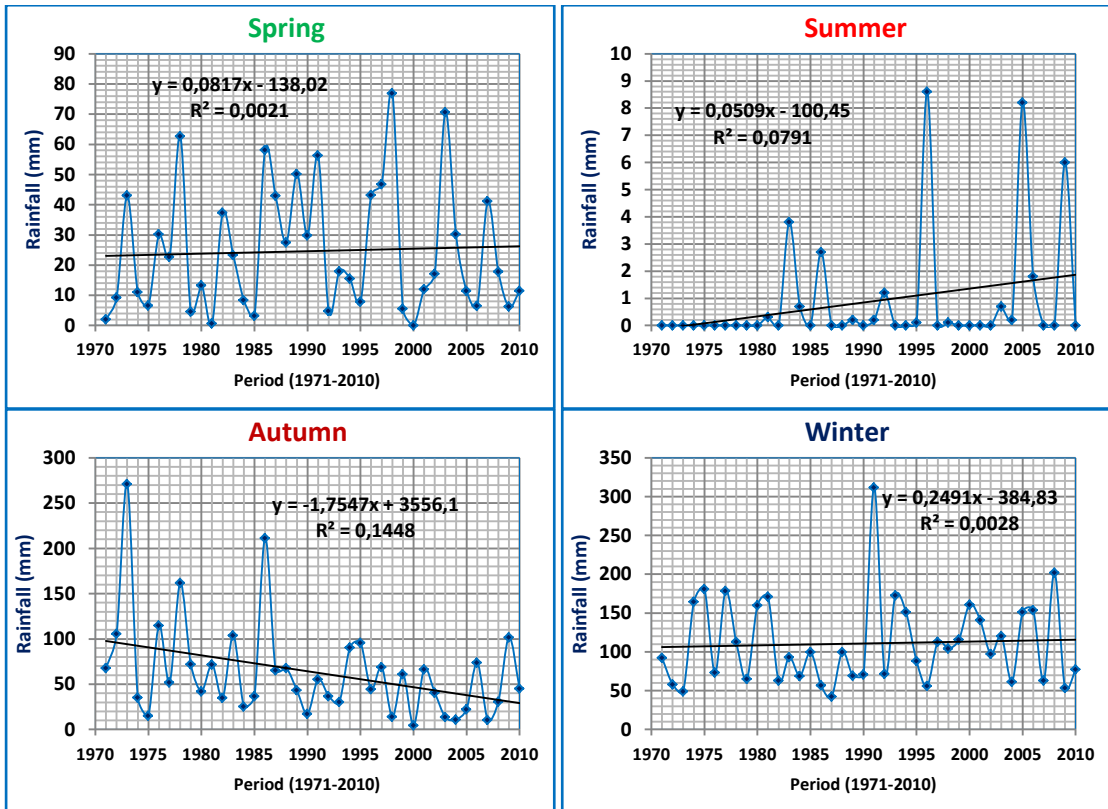 Spring
90
80
70
60
50
40
30
20
10
0
Rainfall (mm)
y = 0,0817x - 138,02
R² = 0,0021
1970 1975 1980 1985 1990 1995 2000 2005 2010
Period (1971-2010)
Summer
10
9
8
7
6
5
4
3
2
1
0
Rainfall (mm)
y = 0,0509x - 100,45
R² = 0,0791
1970 1975 1980 1985 1990 1995 2000 2005 2010
Period (1971-2010)
Autumn
300
250
200
150
100
50
0
Rainfall (mm)
y = -1,7547x + 3556,1
R² = 0,1448
1970 1975 1980 1985 1990 1995 2000 2005 2010
Period (1971-2010)
Winter
350
300
250
200
150
100
50
0
Rainfall (mm)
y = 0,2491x - 384,83
R² = 0,0028
1970 1975 1980 1985 1990 1995 2000 2005 2010
Period (1971-2010)